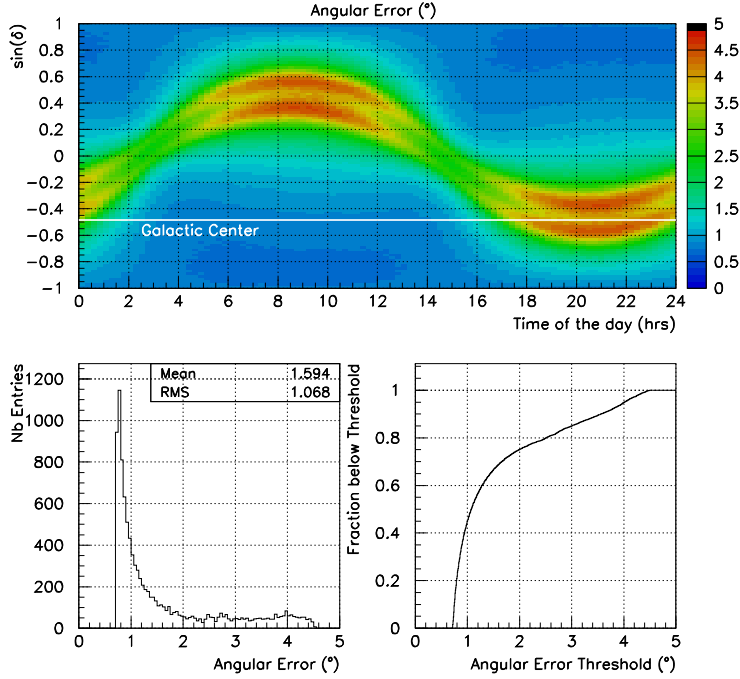 Angular Error (°)
sin(δ)
1
0.8
0.6
0.4
0.2
0
−0.2
−0.4
−0.6
−0.8
−1
Galactic Center
0 2 4 6 8 10 12 14 16 18 20 22 24
Time of the day (hrs)
5
4.5
4
3.5
3
2.5
2
1.5
1
0.5
0
Nb Entries
1200
1000
800
600
400
200
0
Mean 1.594
RMS 1.068
0 1 2 3 4 5
Angular Error (°)
Fraction below Threshold
1
0.8
0.6
0.4
0.2
0
0 1 2 3 4 5
Angular Error Threshold (°)